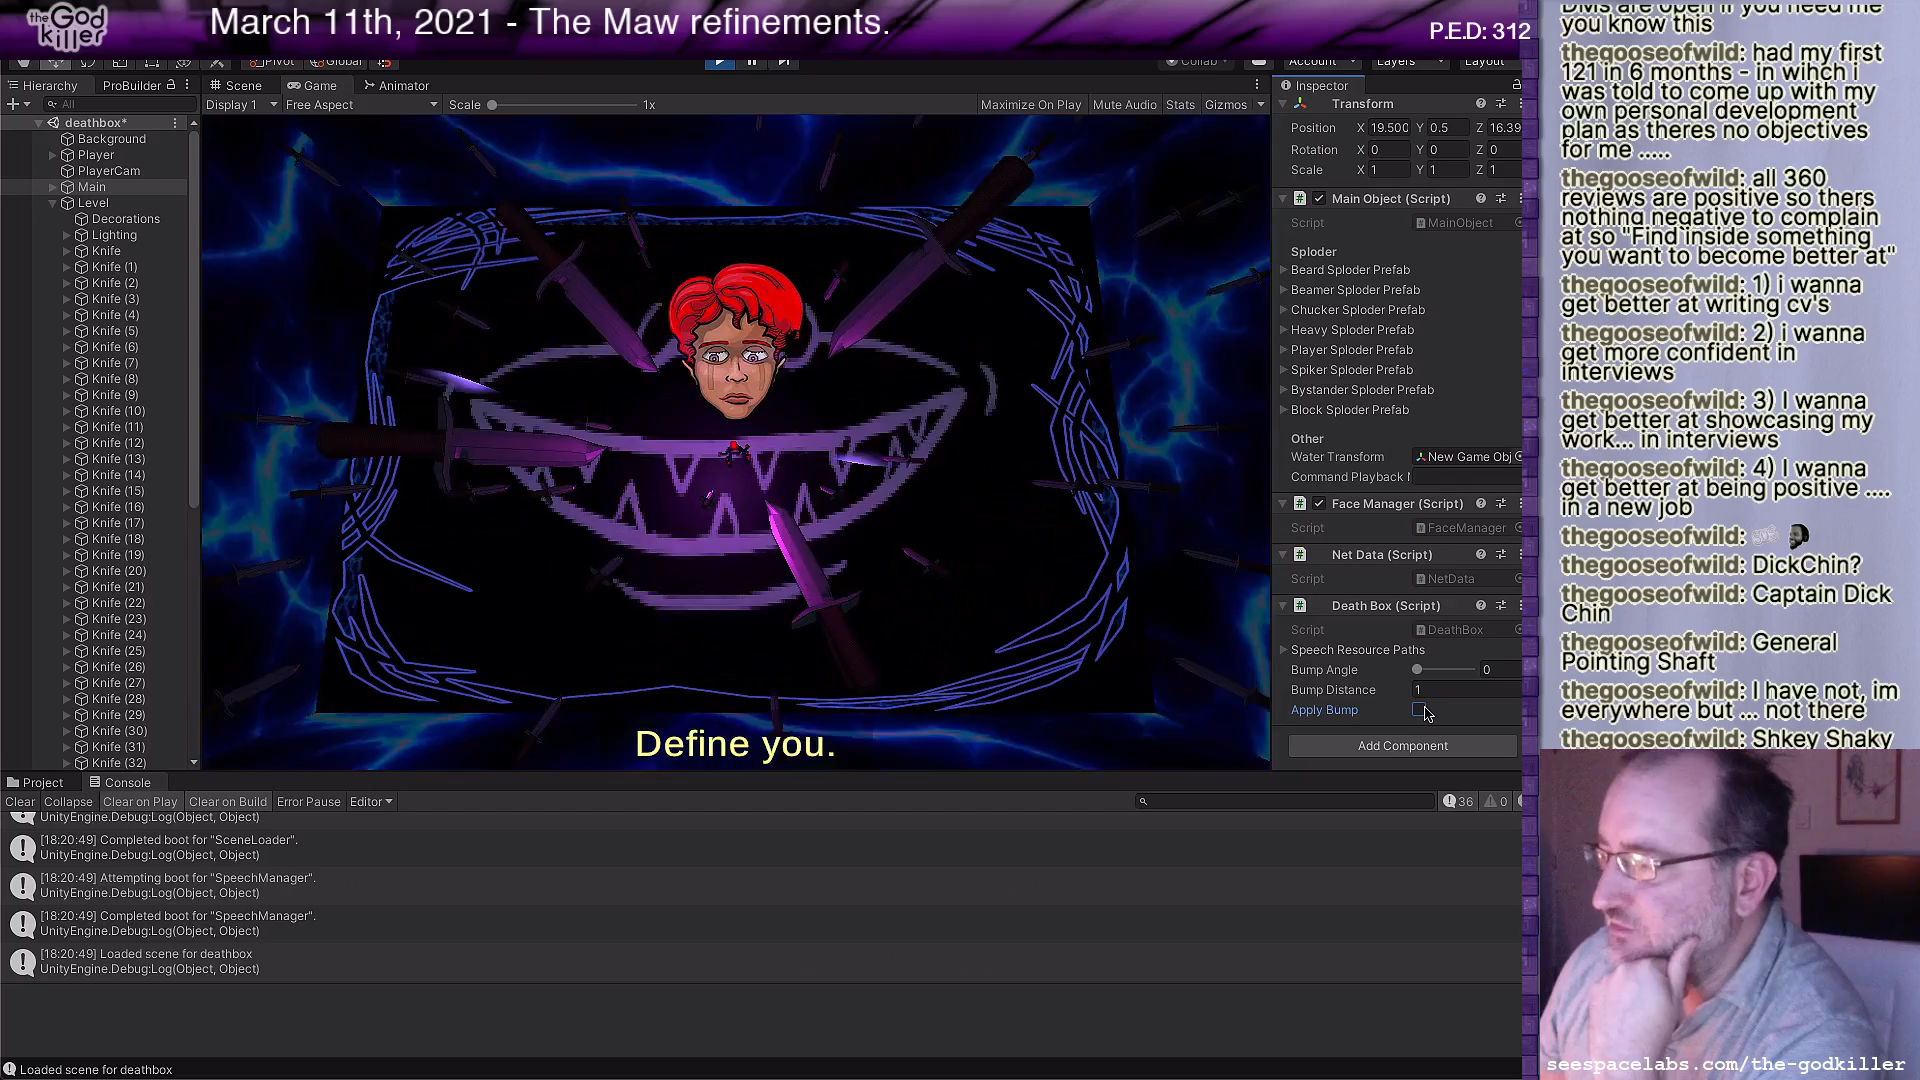 the God
killer
March 11th, 2021 - The Maw refinements.
P.E.D: 312
Pivot
Global
Collab
Account
Layers
Layout
Hierarchy
ProBuilder
All
deathbox*
Background
Player
PlayerCam
Main
Level
Decorations
Lighting
Knife
Knife (1)
Knife (2)
Knife (3)
Knife (4)
Knife (5)
Knife (6)
Knife (7)
Knife (8)
Knife (9)
Knife (10)
Knife (11)
Knife (12)
Knife (13)
Knife (14)
Knife (15)
Knife (16)
Knife (17)
Knife (18)
Knife (19)
Knife (20)
Knife (21)
Knife (22)
Knife (23)
Knife (24)
Knife (25)
Knife (26)
Knife (27)
Knife (28)
Knife (29)
Knife (30)
Knife (31)
Knife (32)
Scene
Game
Animator
Display 1
Free Aspect
Scale
1x
Maximize On Play
Mute Audio
Stats
Gizmos
Define you.
Inspector
Transform
Position X 19.500 Y 0.5 Z 16.39
Rotation X 0 Y 0 Z 0
Scale X 1 Y 1 Z 1
Main Object (Script)
Script MainObject
Sploder
Beard Sploder Prefab
Beamer Sploder Prefab
Chucker Sploder Prefab
Heavy Sploder Prefab
Player Sploder Prefab
Spiker Sploder Prefab
Bystander Sploder Prefab
Block Sploder Prefab
Other
Water Transform New Game Obj
Command Playback
Face Manager (Script)
Script FaceManager
Net Data (Script)
Script NetData
Death Box (Script)
Script DeathBox
Speech Resource Paths
Bump Angle 0
Bump Distance 1
Apply Bump
Add Component
Project
Console
Clear
Collapse
Clear on Play
Clear on Build
Error Pause
Editor
36
0
UnityEngine.Debug:Log(Object, Object)
[18:20:49] Completed boot for "SceneLoader".
UnityEngine.Debug:Log(Object, Object)
[18:20:49] Attempting boot for "SpeechManager".
UnityEngine.Debug:Log(Object, Object)
[18:20:49] Completed boot for "SpeechManager".
UnityEngine.Debug:Log(Object, Object)
[18:20:49] Loaded scene for deathbox
UnityEngine.Debug:Log(Object, Object)
Loaded scene for deathbox
DMs are open if you need me
you know this
thegooseofwild: had my first
121 in 6 months - in wihch i
was told to come up with my
own personal development
plan as theres no objectives
for me .....
thegooseofwild: all 360
reviews are positive so thers
nothing negative to complain
at so "Find inside something
you want to become better at"
thegooseofwild: 1) i wanna
get better at writing cv's
thegooseofwild: 2) i wanna
get more confident in
interviews
thegooseofwild: 3) I wanna
get better at showcasing my
work... in interviews
thegooseofwild: 4) I wanna
get better at being positive ....
in a new job
thegooseofwild:
thegooseofwild: DickChin?
thegooseofwild: Captain Dick
Chin
thegooseofwild: General
Pointing Shaft
thegooseofwild: I have not, im
everywhere but ... not there
thegooseofwild: Shkey Shaky
seespacelabs.com/the-godkiller